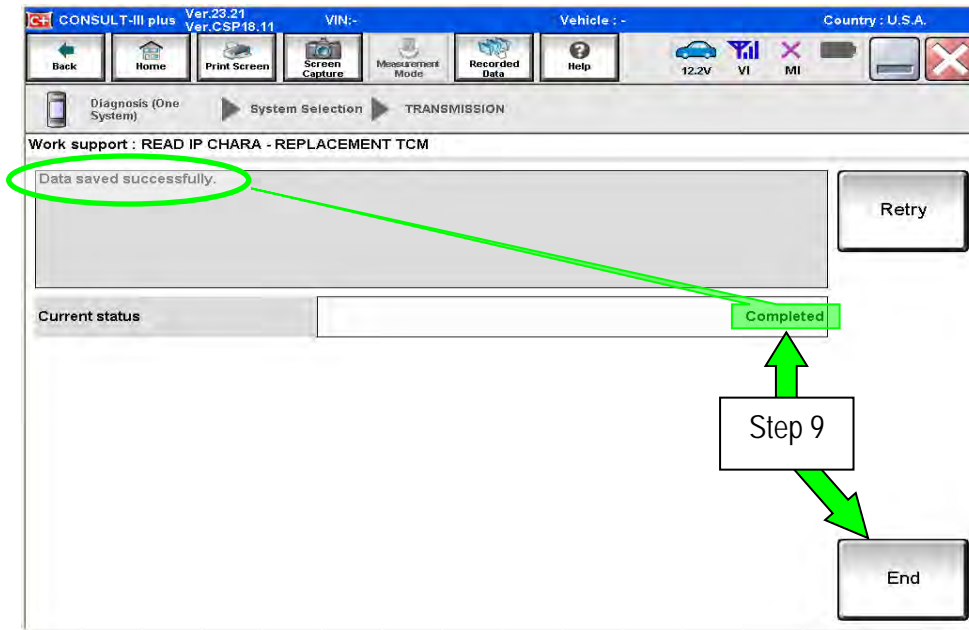 C+ CONSULT-III plus Ver.23.21 VIN:- Vehicle : - Country : U.S.A.
Ver.CSP18.11
Back Home Print Screen Screen Capture Measurement Mode Recorded Data Help 12.2V VI MI
Diagnosis (One System) System Selection TRANSMISSION
Work support : READ IP CHARA - REPLACEMENT TCM
Data saved successfully.
Retry
Current status Completed
Step 9
End